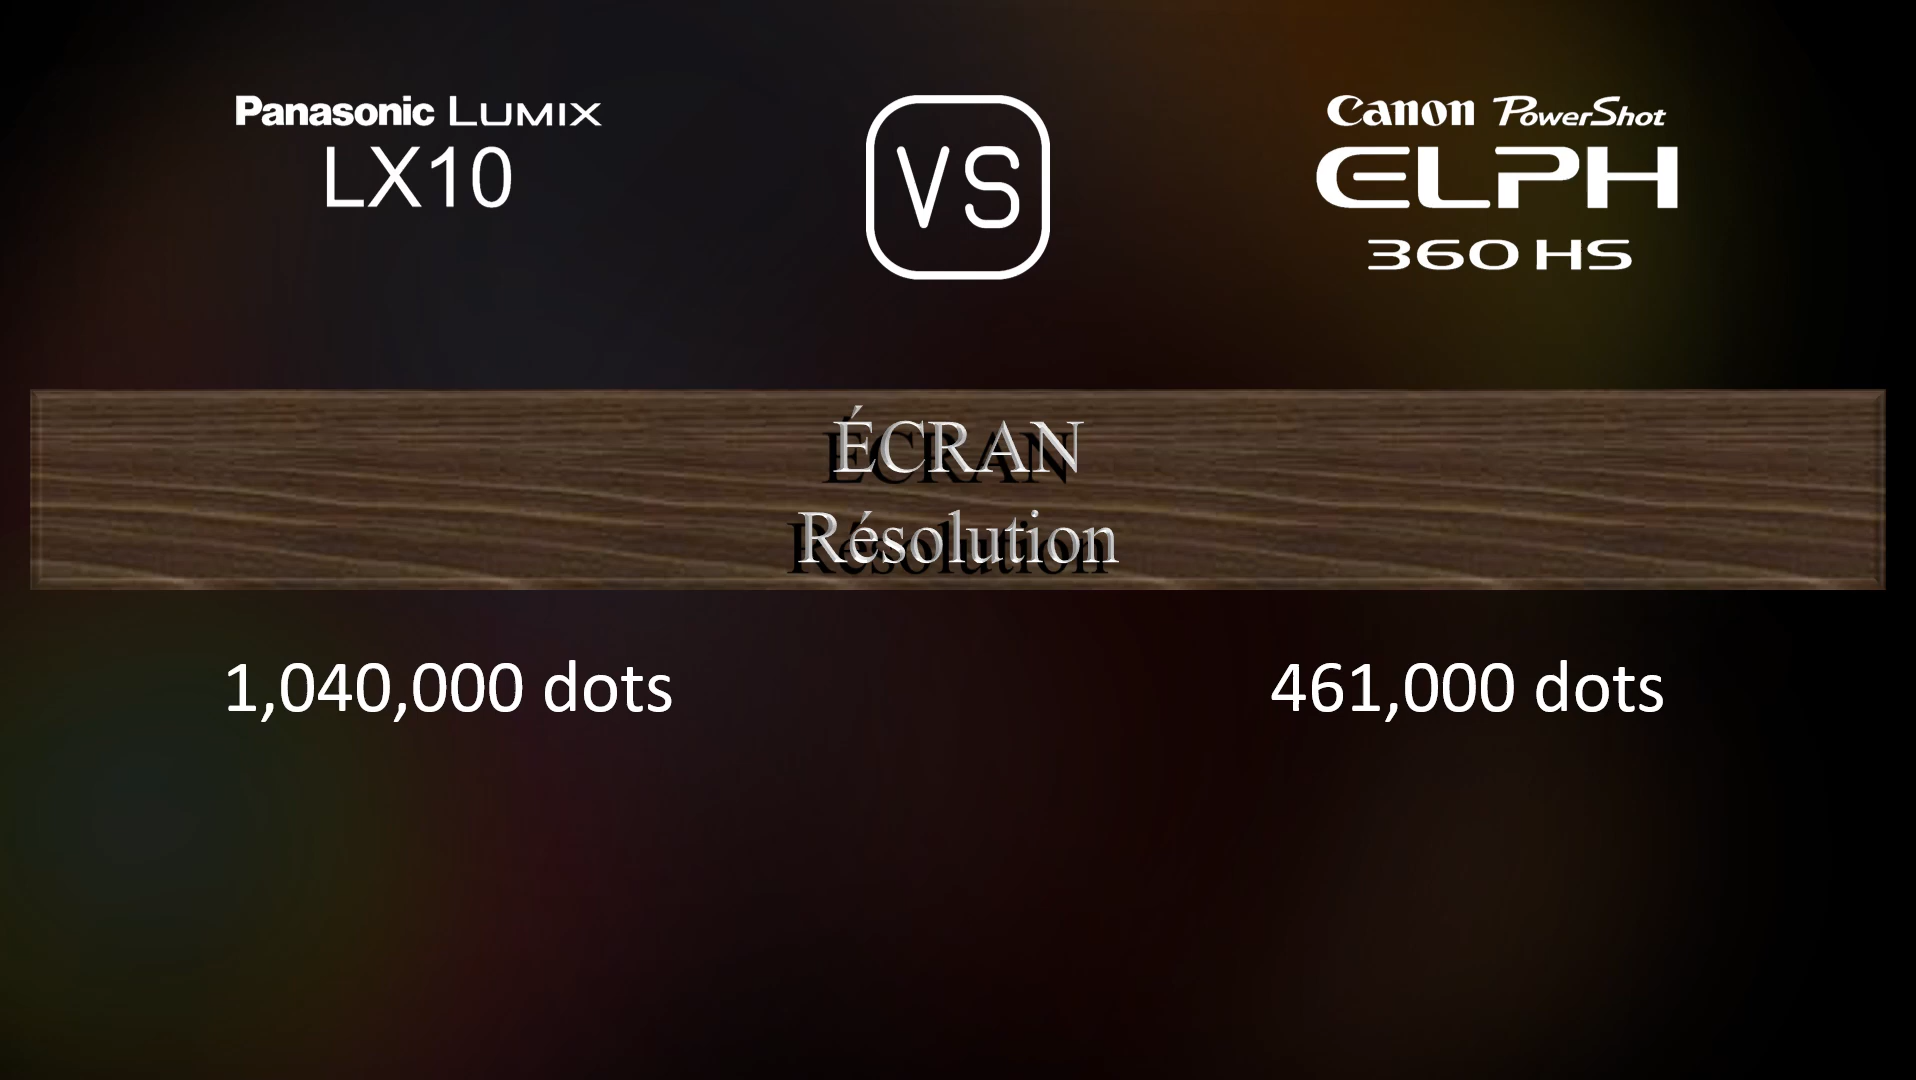 Panasonic LUMIX
LX10
VS
Canon PowerShot
ELPH
360 HS
ÉCRAN
Résolution
1,040,000 dots
461,000 dots